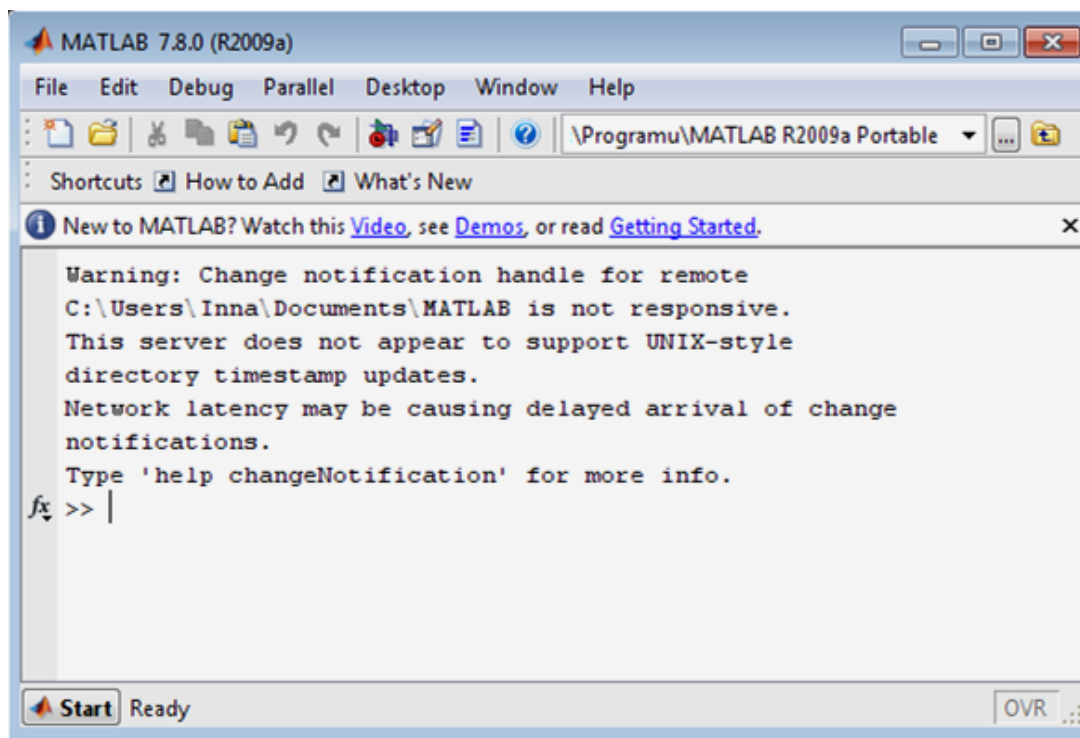 MATLAB 7.8.0 (R2009a)
File Edit Debug Parallel Desktop Window Help
\Programu\MATLAB R2009a Portable ...
Shortcuts How to Add What's New
New to MATLAB? Watch this Video, see Demos, or read Getting Started.
Warning: Change notification handle for remote
C:\Users\Inna\Documents\MATLAB is not responsive.
This server does not appear to support UNIX-style
directory timestamp updates.
Network latency may be causing delayed arrival of change
notifications.
Type 'help changeNotification' for more info.
fx >>
Start Ready OVR